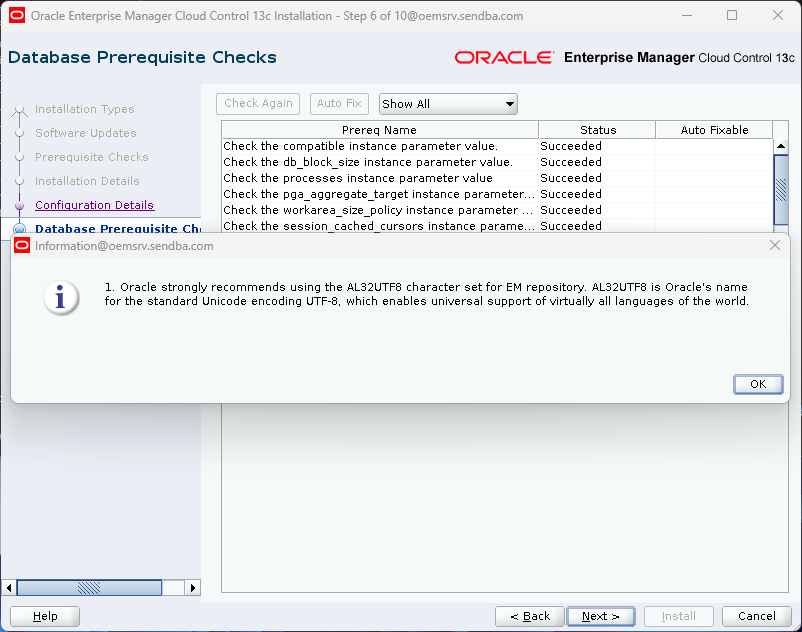 Oracle Enterprise Manager Cloud Control 13c Installation - Step 6 of 10@oemsrv.sendba.com
Database Prerequisite Checks
ORACLE Enterprise Manager Cloud Control 13c
Installation Types
Software Updates
Prerequisite Checks
Installation Details
Configuration Details
Database Prerequisite Ch
Check Again Auto Fix Show All
Prereq Name Status Auto Fixable
Check the compatible instance parameter value. Succeeded
Check the db_block_size instance parameter value. Succeeded
Check the processes instance parameter value Succeeded
Check the pga_aggregate_target instance parameter... Succeeded
Check the workarea_size_policy instance parameter ... Succeeded
Check the session_cached_cursors instance parame... Succeeded
Information@oemsrv.sendba.com
1. Oracle strongly recommends using the AL32UTF8 character set for EM repository. AL32UTF8 is Oracle's name
for the standard Unicode encoding UTF-8, which enables universal support of virtually all languages of the world.
OK
Help < Back Next > Install Cancel